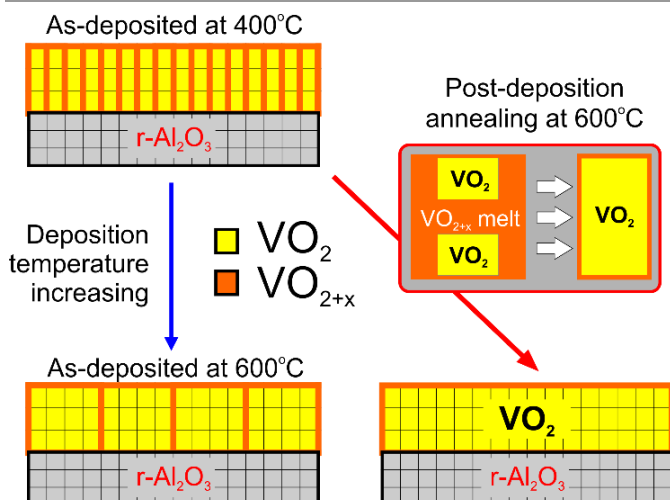 As-deposited at 400°C
r-Al₂O₃
Post-deposition
annealing at 600°C
VO₂
VO₂₊ₓ melt
VO₂
VO₂
Deposition
temperature
increasing
VO₂
VO₂₊ₓ
As-deposited at 600°C
r-Al₂O₃
VO₂
r-Al₂O₃